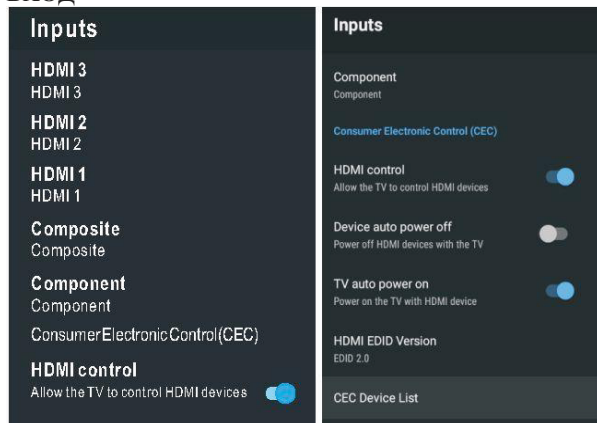 Inputs
HDMI 3
HDMI 3
HDMI 2
HDMI 2
HDMI 1
HDMI 1
Composite
Composite
Component
Component
ConsumerElectronicControl(CEC)
HDMI control
Allow the TV to control HDMI devices
Inputs
Component
Component
Consumer Electronic Control (CEC)
HDMI control
Allow the TV to control HDMI devices
Device auto power off
Power off HDMI devices with the TV
TV auto power on
Power on the TV with HDMI device
HDMI EDID Version
EDID 2.0
CEC Device List